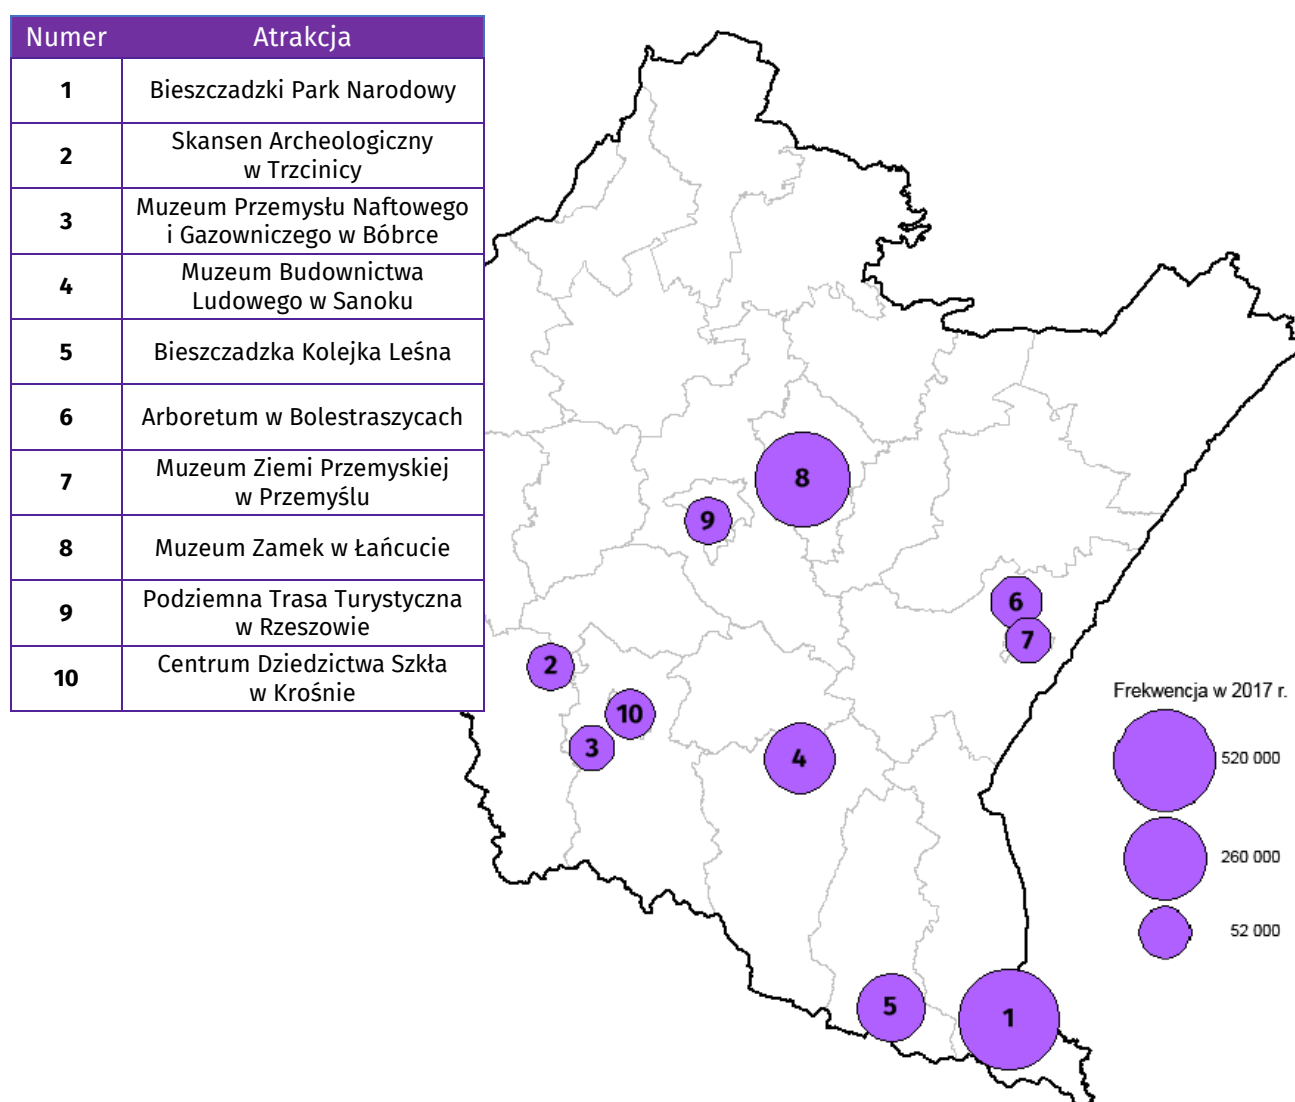 Numer Atrakcja
1 Bieszczadzki Park Narodowy
2 Skansen Archeologiczny
w Trzcinicy
3 Muzeum Przemysłu Naftowego
i Gazowniczego w Bóbrce
4 Muzeum Budownictwa
Ludowego w Sanoku
5 Bieszczadzka Kolejka Leśna
6 Arboretum w Bolestraszycach
7 Muzeum Ziemi Przemyskiej
w Przemyślu
8 Muzeum Zamek w Łańcucie
9 Podziemna Trasa Turystyczna
w Rzeszowie
10 Centrum Dziedzictwa Szkła
w Krośnie
8
9
6
7
2
10
3
4
5
1
Frekwencja w 2017 r.
520 000
260 000
52 000